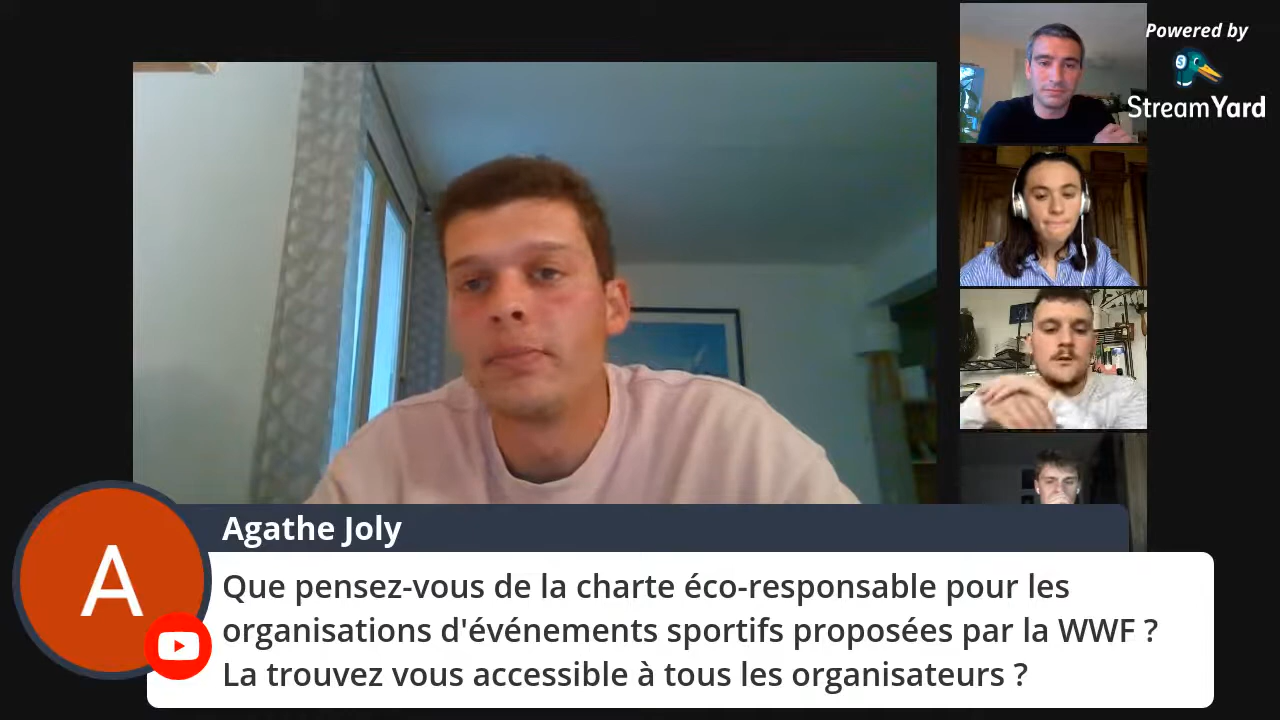 Powered by
StreamYard
Agathe Joly
A
Que pensez-vous de la charte éco-responsable pour les
organisations d'événements sportifs proposées par la WWF ?
La trouvez vous accessible à tous les organisateurs ?